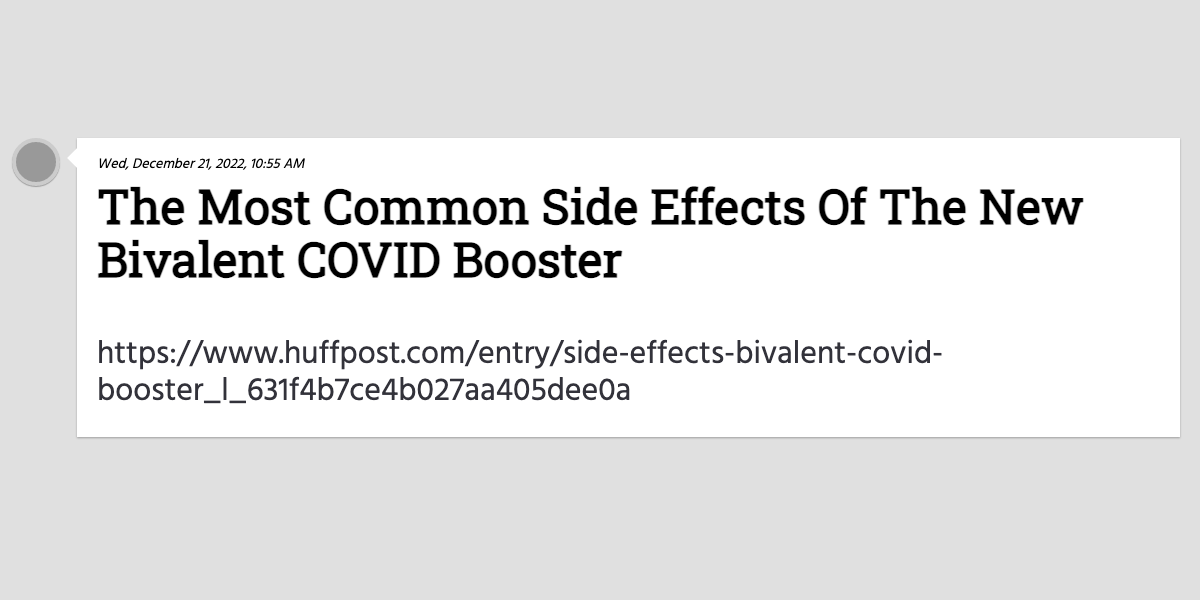 Wed, December 21, 2022, 10:55 AM
The Most Common Side Effects Of The New
Bivalent COVID Booster
https://www.huffpost.com/entry/side-effects-bivalent-covid-
booster_l_631f4b7ce4b027aa405dee0a